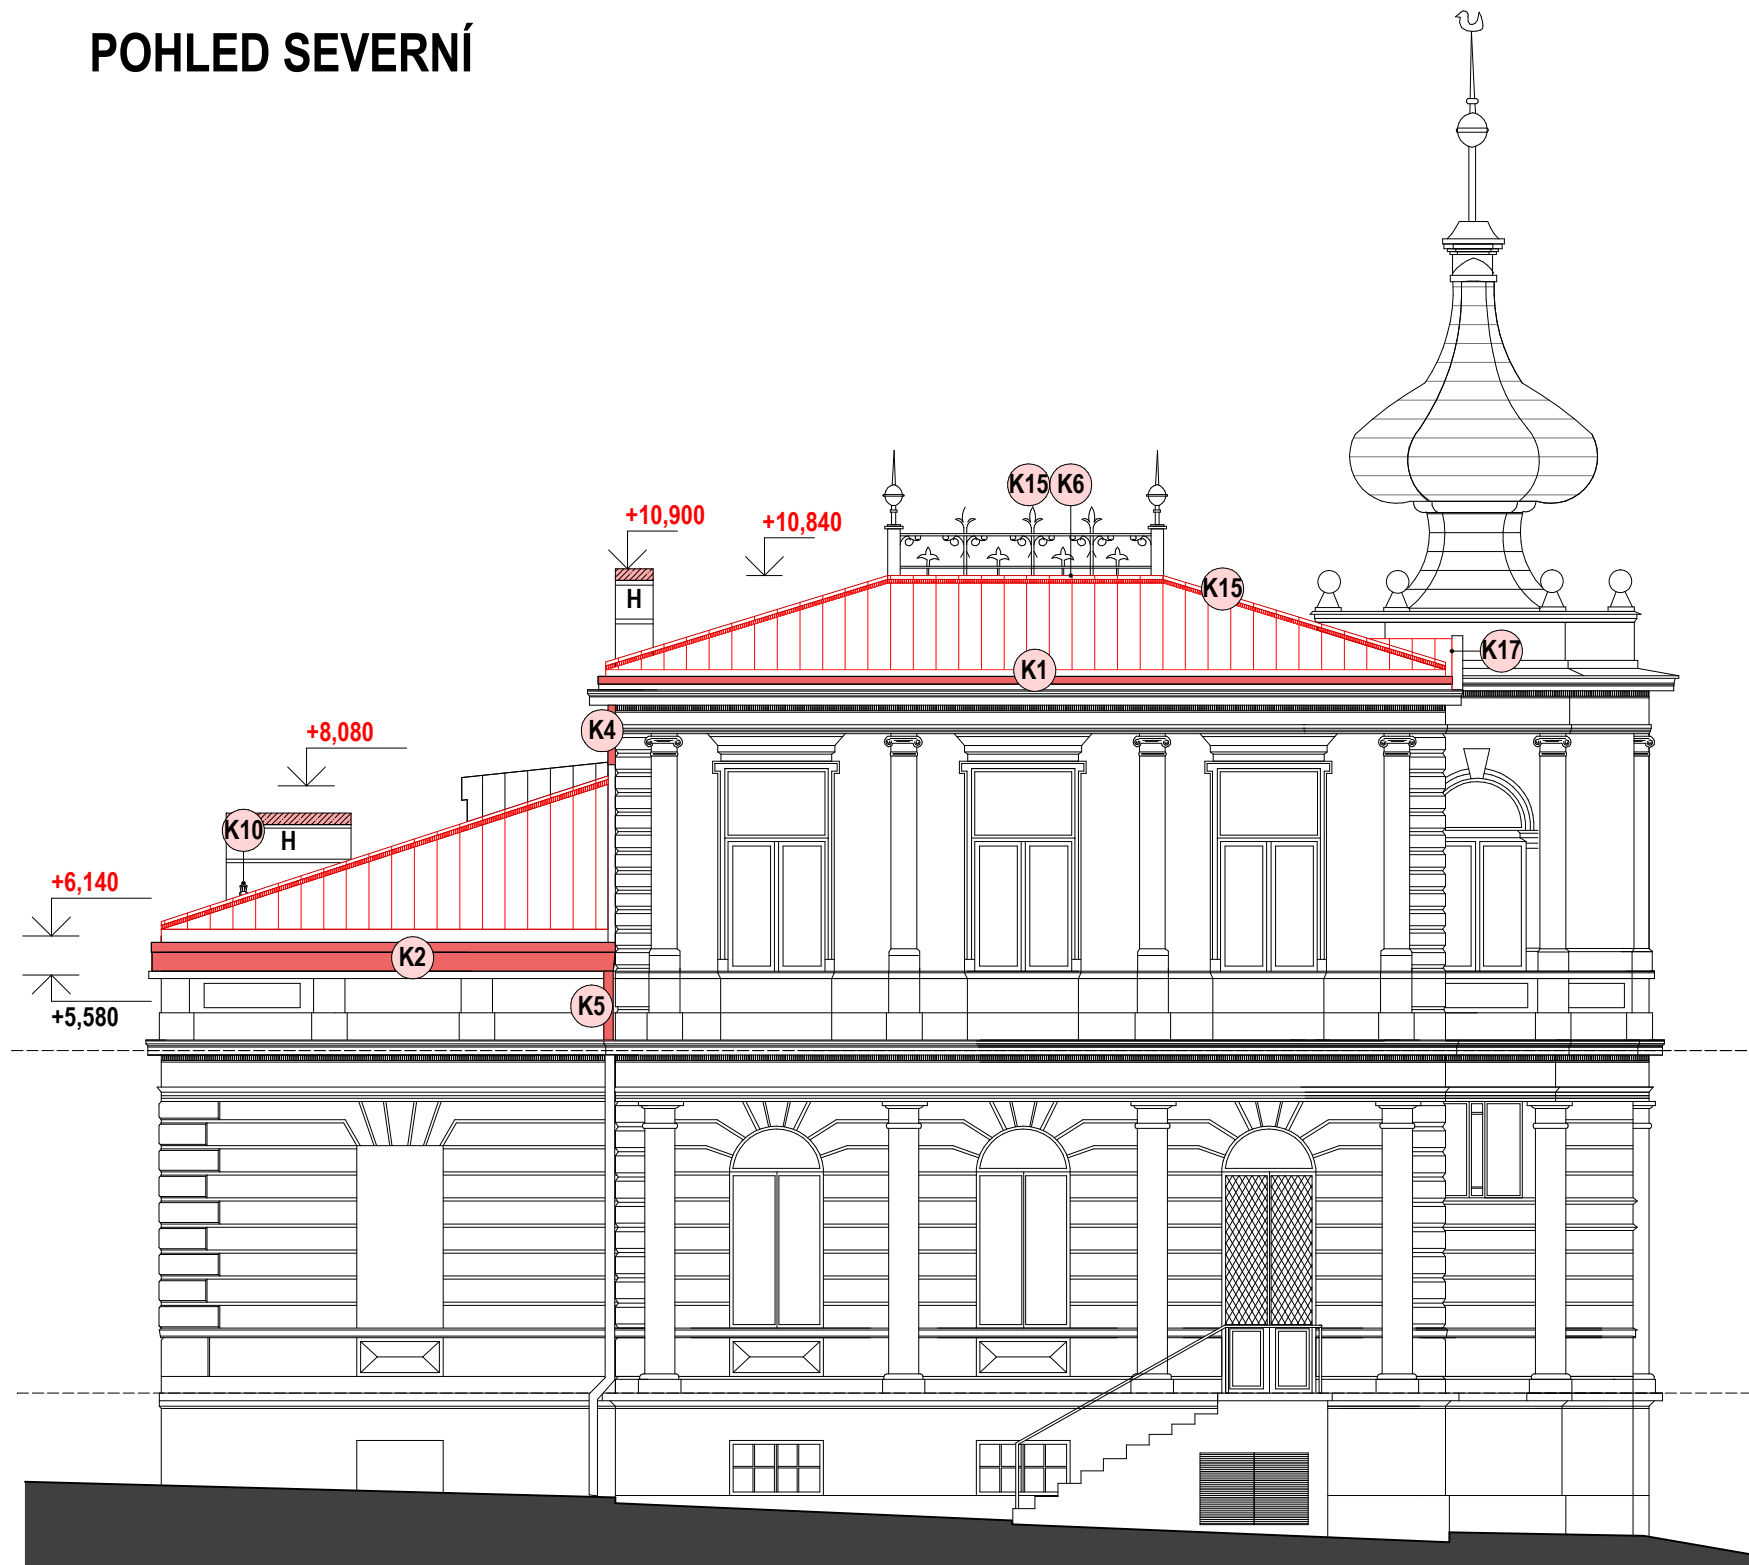 POHLED SEVERNÍ
K15 K6
+10,900
+10,840
K15
H
K17
K1
K4
+8,080
K10
H
+6,140
K2
K5
+5,580